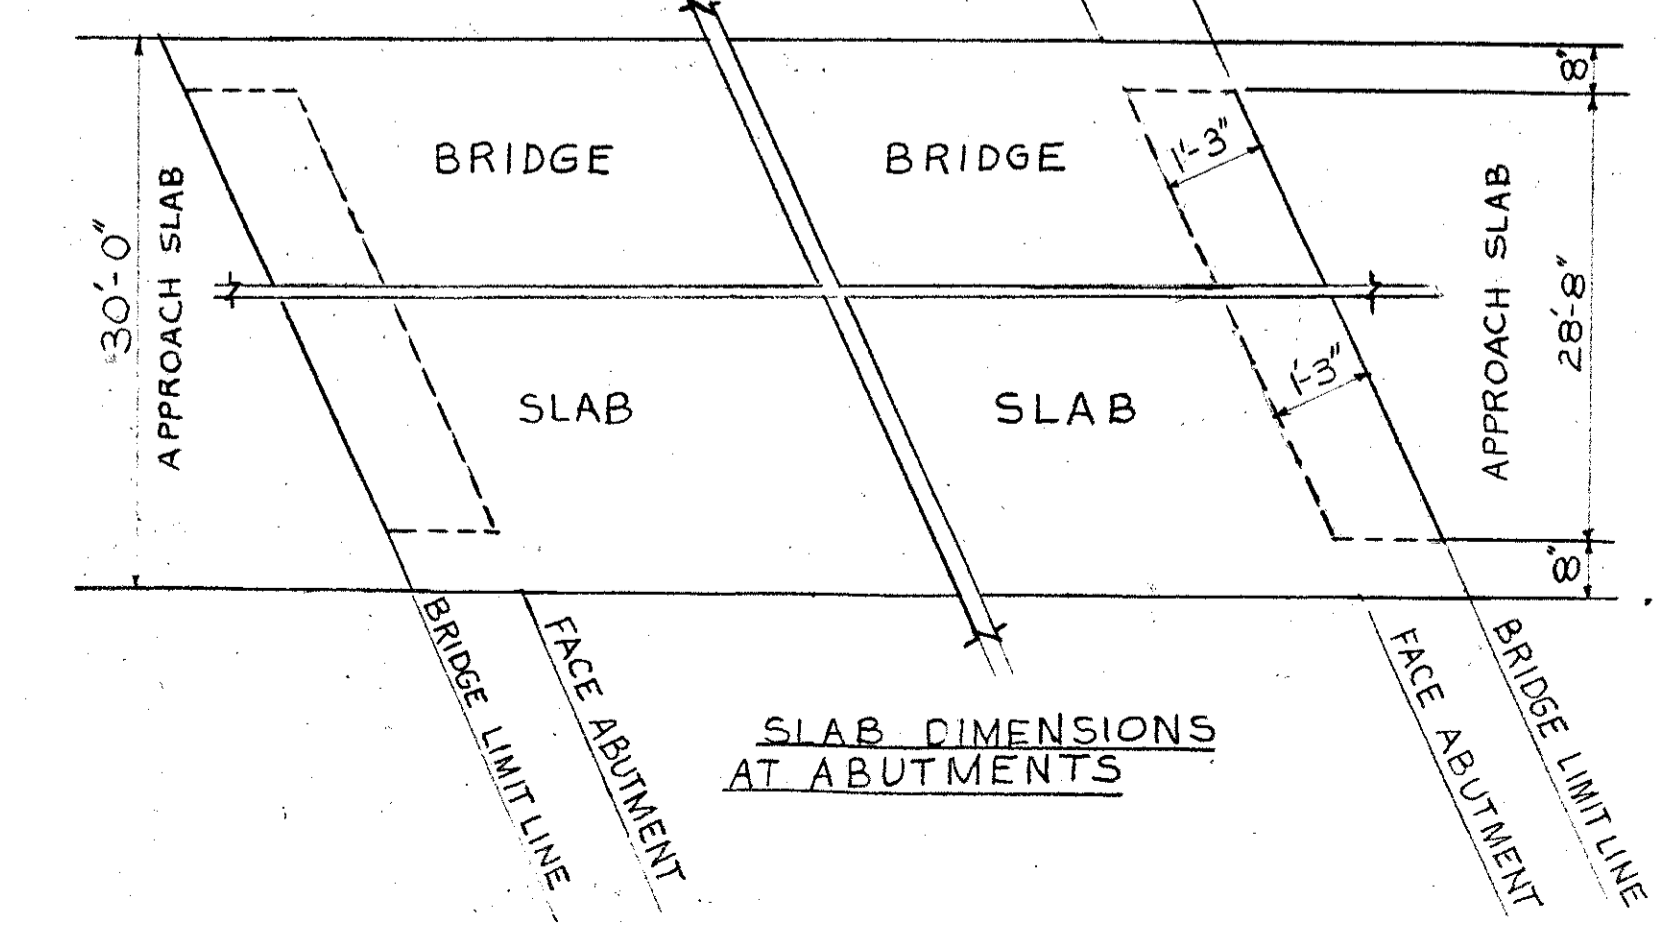 8"
BRIDGE
BRIDGE
1'-3"
30'-0"
APPROACH SLAB
APPROACH SLAB
28'-8"
SLAB
SLAB
1'-3"
8"
BRIDGE LIMIT LINE
FACE ABUTMENT
FACE ABUTMENT
BRIDGE LIMIT LINE
SLAB DIMENSIONS
AT ABUTMENTS